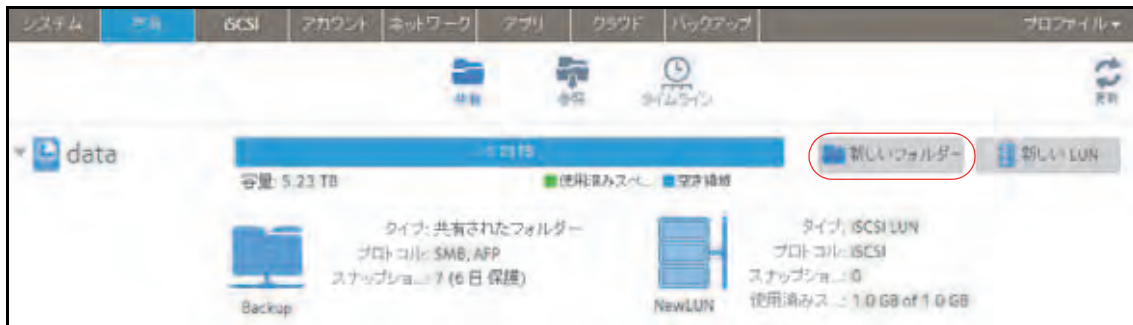 システム 共有 iSCSI アカウント ネットワーク アプリ クラウド バックアップ プロファイル
共有 参照 タイムライン 更新
data
新しいフォルダー 新しい LUN
容量: 5.23 TB 使用済みスペ... 空き領域
タイプ: 共有されたフォルダー
プロトコル: SMB, AFP
スナップショ...: 7 (6 日 保護)
Backup
タイプ: iSCSI LUN
プロトコル: iSCSI
スナップショ...: 0
使用済みス...: 1.0 GB of 1.0 GB
NewLUN